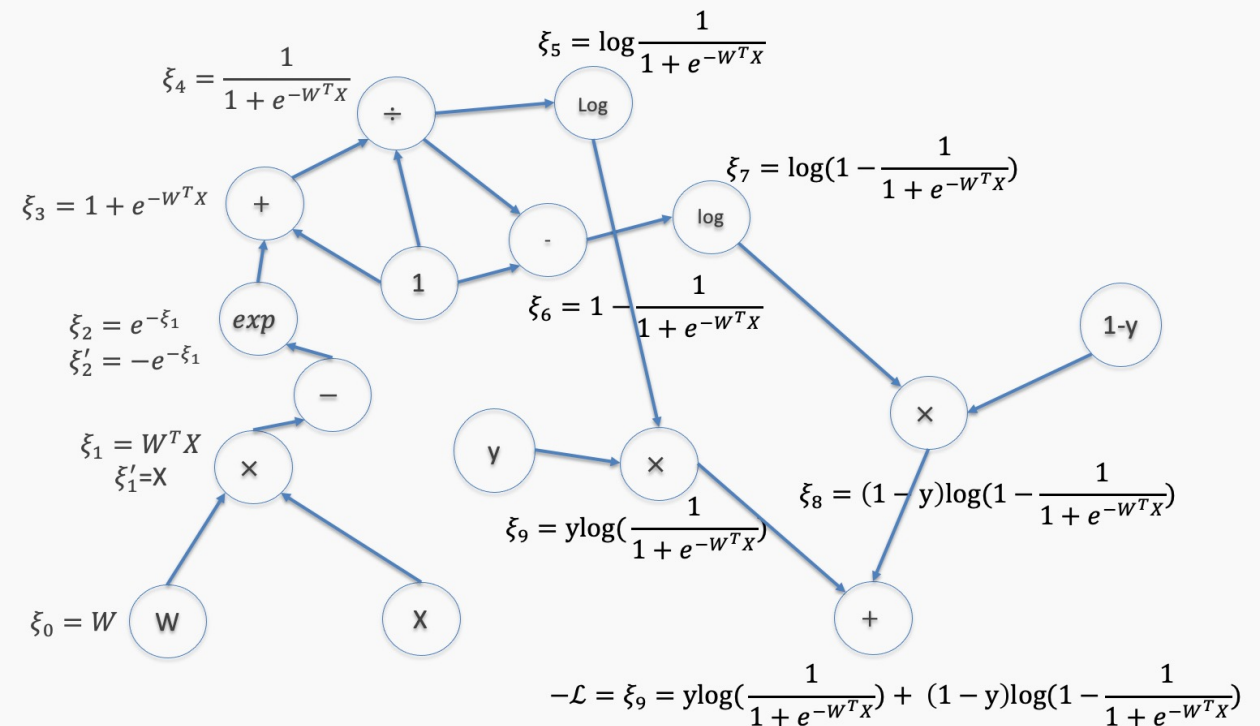 ξ₅ = log 1/(1 + e^{−W^T X})
ξ₄ = 1/(1 + e^{−W^T X})
÷
Log
ξ₇ = log(1 − 1/(1 + e^{−W^T X}))
ξ₃ = 1 + e^{−W^T X}
+
log
-
1
ξ₆ = 1 − 1/(1 + e^{−W^T X})
ξ₂ = e^{−ξ₁}
ξ′₂ = −e^{−ξ₁}
exp
1-y
−
×
ξ₁ = W^T X
ξ′₁=X
×
y
×
ξ₈ = (1 − y)log(1 − 1/(1 + e^{−W^T X}))
ξ₉ = ylog(1/(1 + e^{−W^T X}))
ξ₀ = W
W
X
+
−ℒ = ξ₉ = ylog(1/(1 + e^{−W^T X})) + (1 − y)log(1 − 1/(1 + e^{−W^T X}))